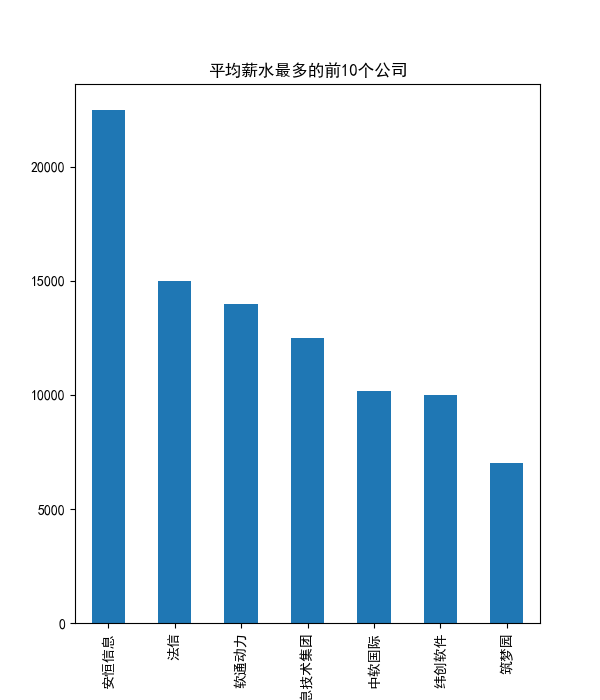 平均薪水最多的前10个公司
20000
15000
10000
5000
0
安恒信息
法信
软通动力
息技术集团
中软国际
纬创软件
筑梦园